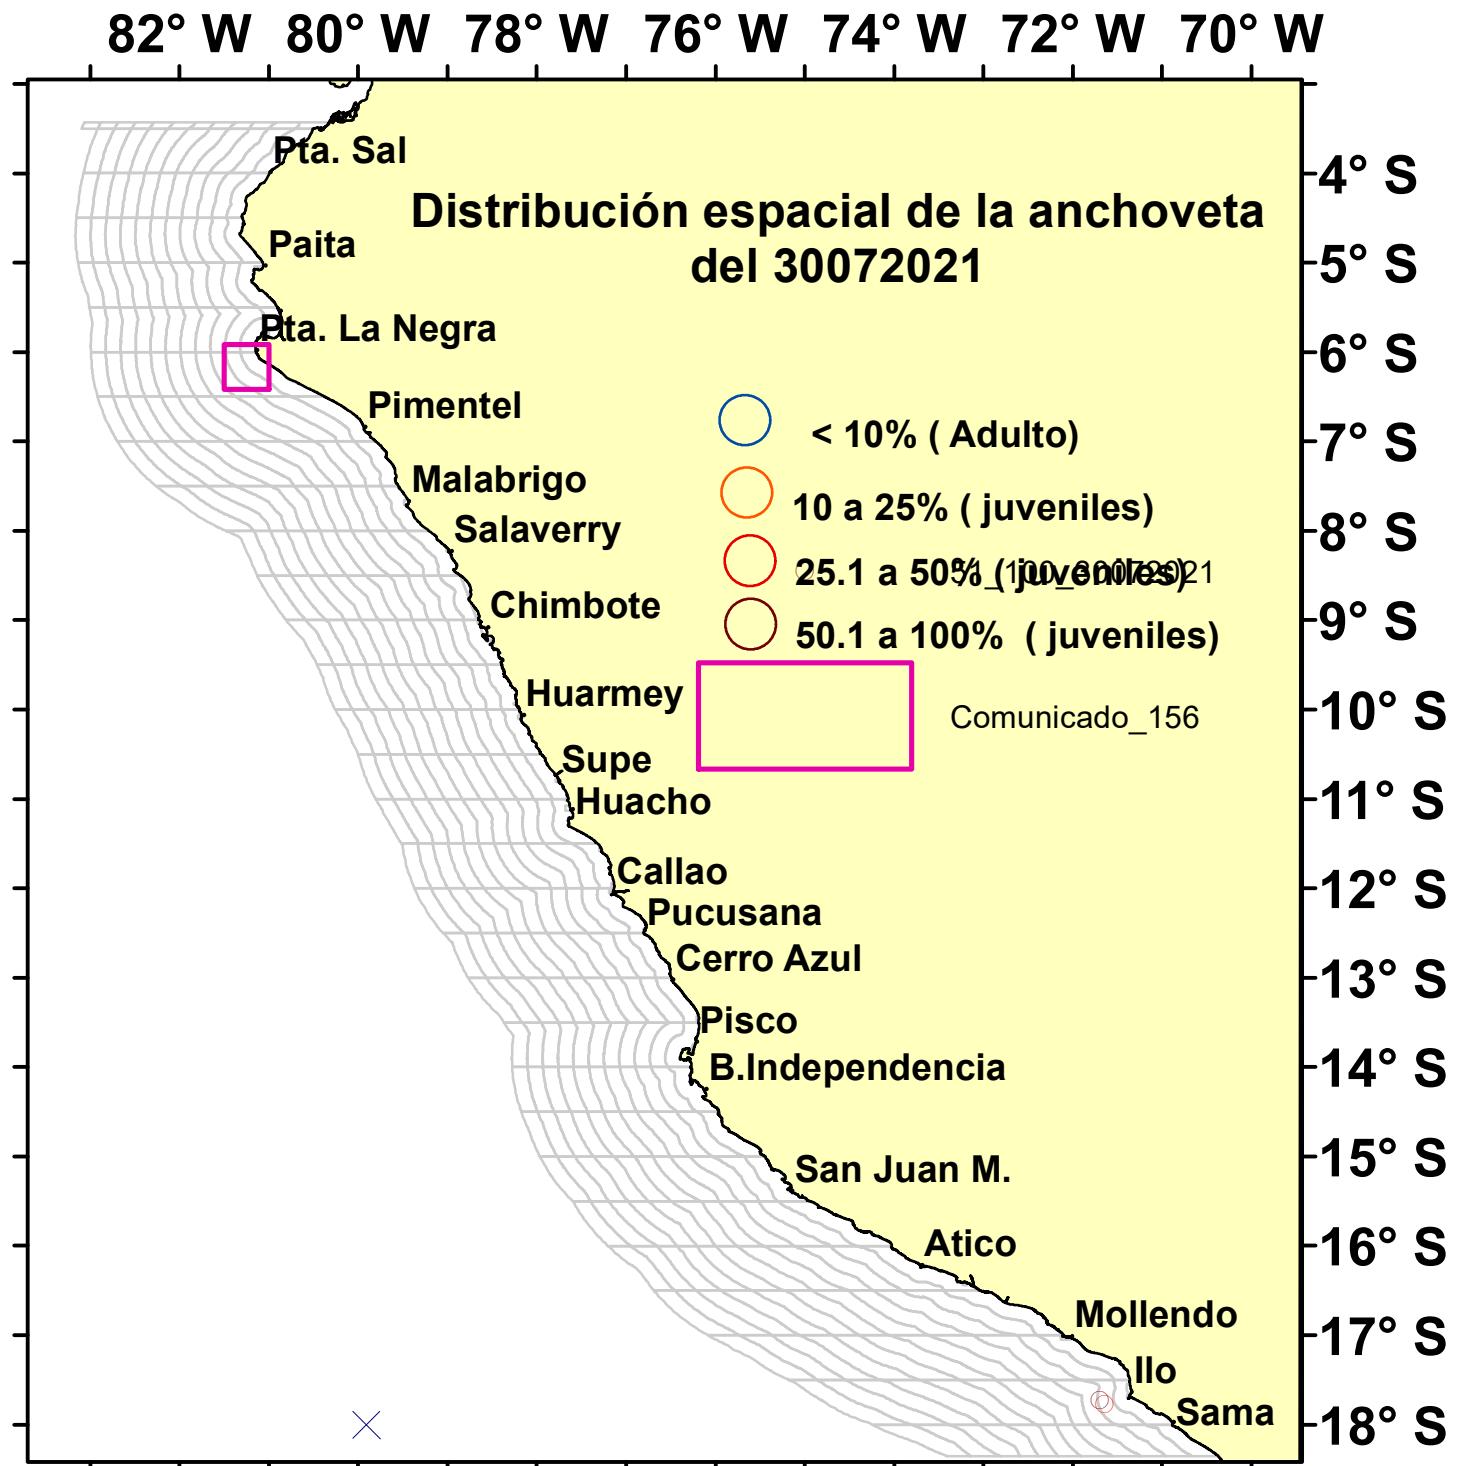 82° W 80° W 78° W 76° W 74° W 72° W 70° W
Pta. Sal
4° S
Distribución espacial de la anchoveta
del 30072021
Paita
5° S
Pta. La Negra
6° S
Pimentel
< 10% ( Adulto)
7° S
Malabrigo
10 a 25% ( juveniles)
Salaverry
8° S
25.1 a 50% ( juveniles)
51_100_30072021
Chimbote
9° S
50.1 a 100% ( juveniles)
Huarmey
10° S
Comunicado_156
Supe
Huacho
11° S
Callao
12° S
Pucusana
Cerro Azul
13° S
Pisco
B.Independencia
14° S
San Juan M.
15° S
Atico
16° S
Mollendo
17° S
Ilo
Sama
18° S